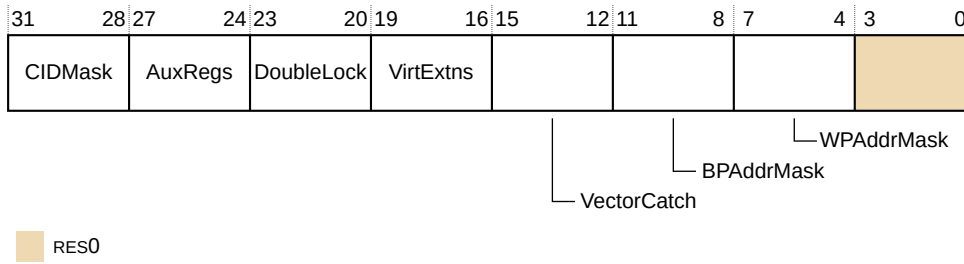 31 28 27 24 23 20 19 16 15 12 11 8 7 4 3 0
CIDMask AuxRegs DoubleLock VirtExtns
WPAddrMask
BPAddrMask
VectorCatch
RES0